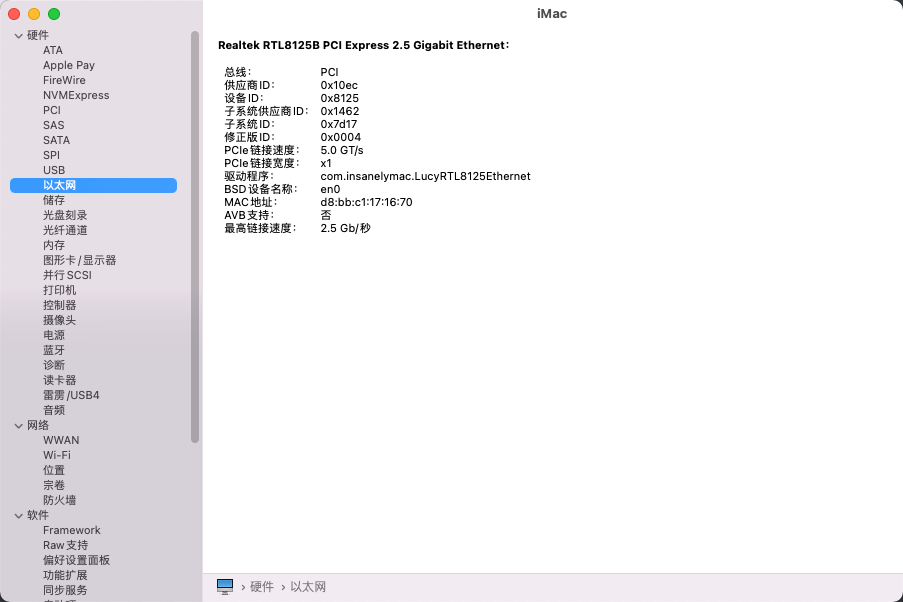 iMac
硬件
ATA
Apple Pay
FireWire
NVMExpress
PCI
SAS
SATA
SPI
USB
以太网
储存
光盘刻录
光纤通道
内存
图形卡/显示器
并行SCSI
打印机
控制器
摄像头
电源
蓝牙
诊断
读卡器
雷雳/USB4
音频
网络
WWAN
Wi-Fi
位置
宗卷
防火墙
软件
Framework
Raw支持
偏好设置面板
功能扩展
同步服务
Realtek RTL8125B PCI Express 2.5 Gigabit Ethernet：
总线： PCI
供应商ID： 0x10ec
设备ID： 0x8125
子系统供应商ID： 0x1462
子系统ID： 0x7d17
修正版ID： 0x0004
PCIe链接速度： 5.0 GT/s
PCIe链接宽度： x1
驱动程序： com.insanelymac.LucyRTL8125Ethernet
BSD设备名称： en0
MAC地址： d8:bb:c1:17:16:70
AVB支持： 否
最高链接速度： 2.5 Gb/秒
› 硬件 › 以太网